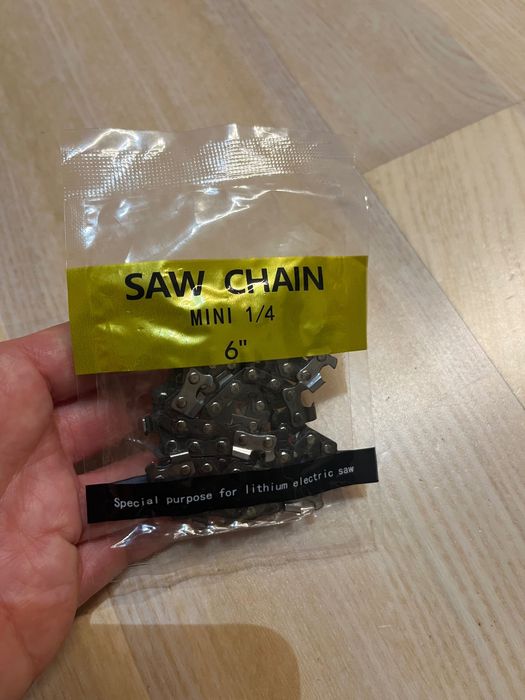 SAW CHAIN
MINI 1/4
6"
Special purpose for lithium electric saw